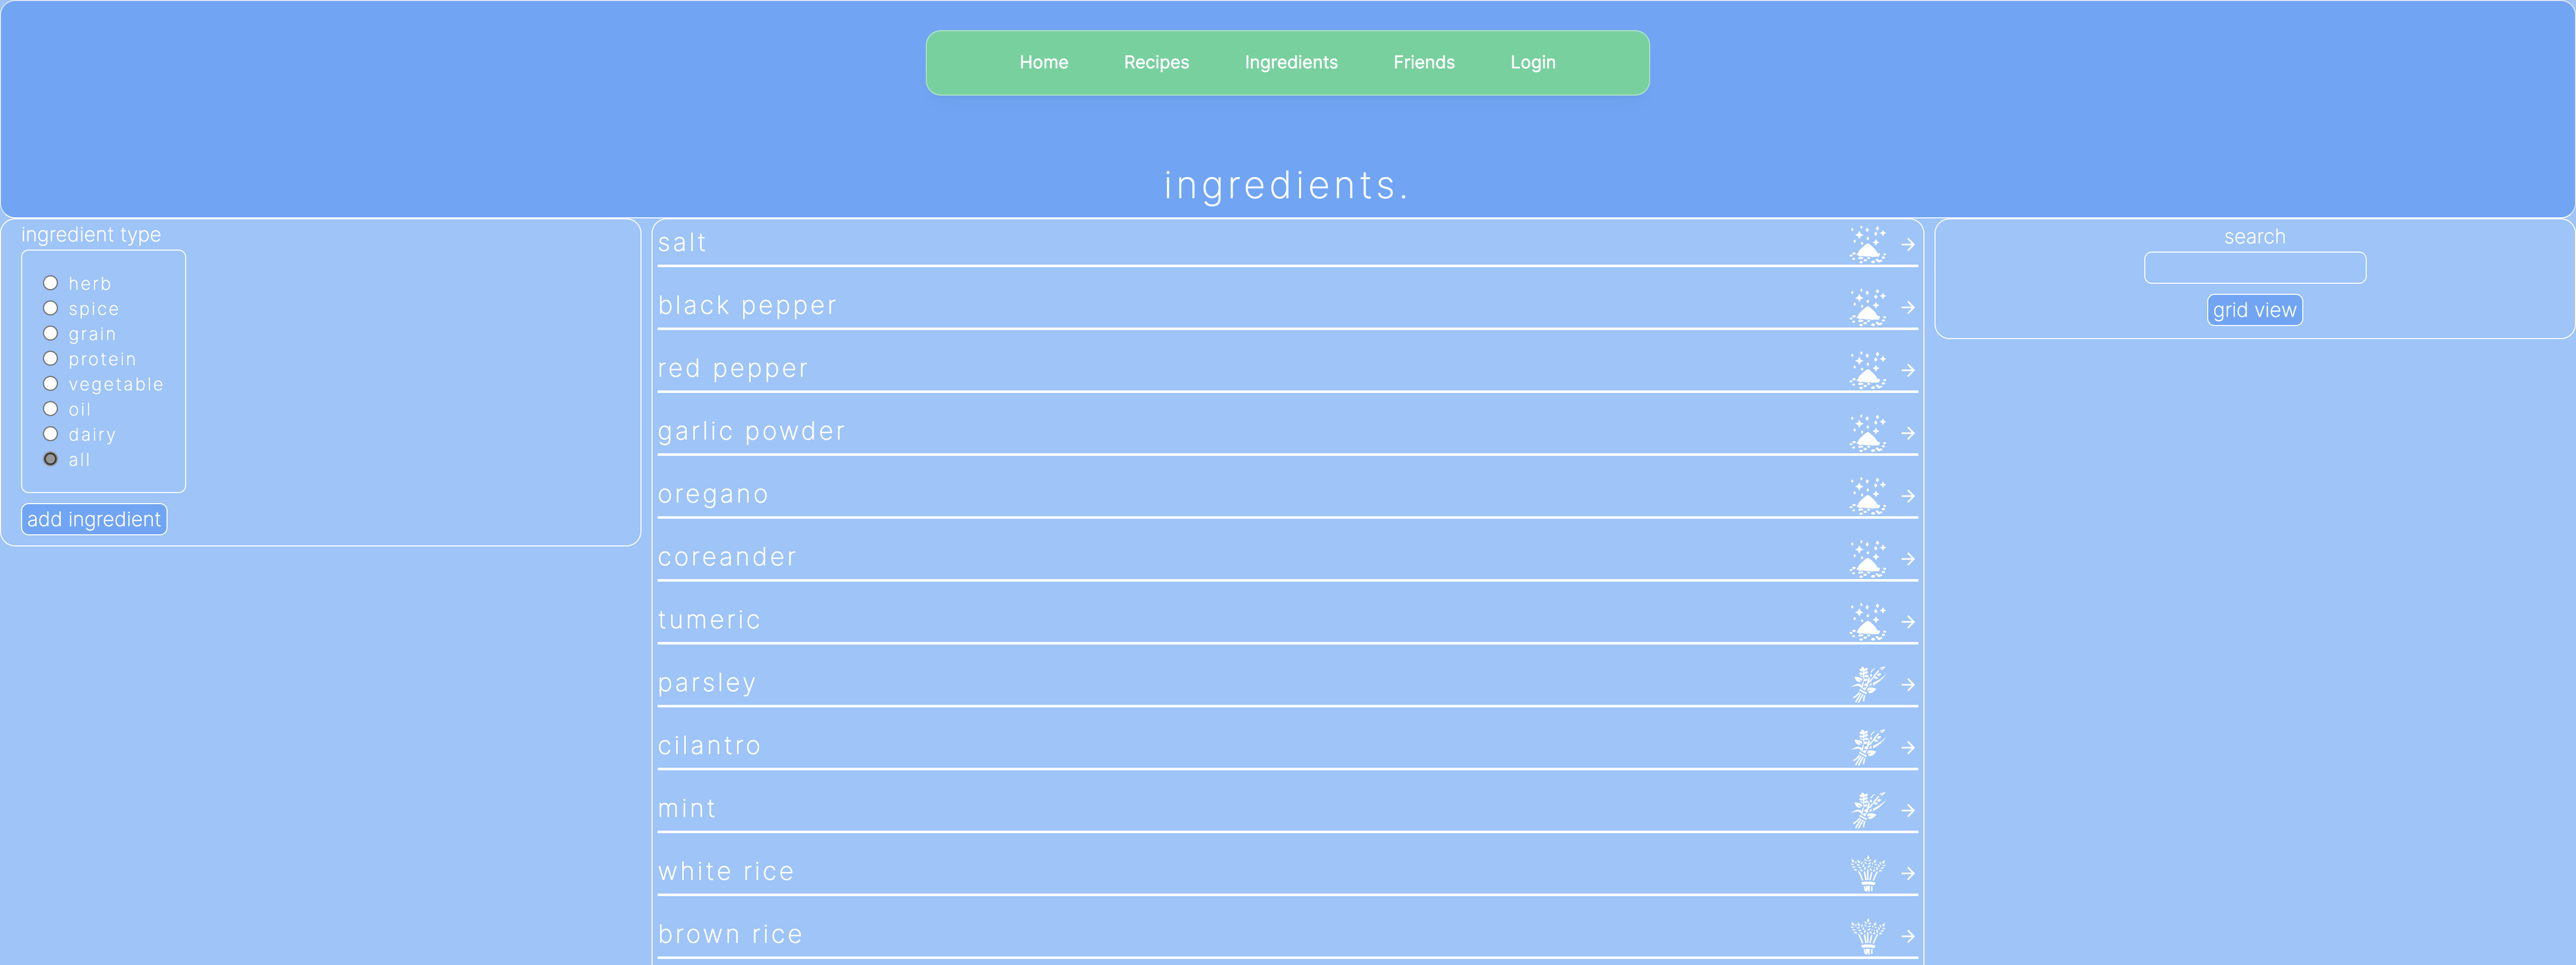 Home Recipes Ingredients Friends Login
ingredients.
ingredient type
herb
spice
grain
protein
vegetable
oil
dairy
all
add ingredient
salt
black pepper
red pepper
garlic powder
oregano
coreander
tumeric
parsley
cilantro
mint
white rice
brown rice
search
grid view